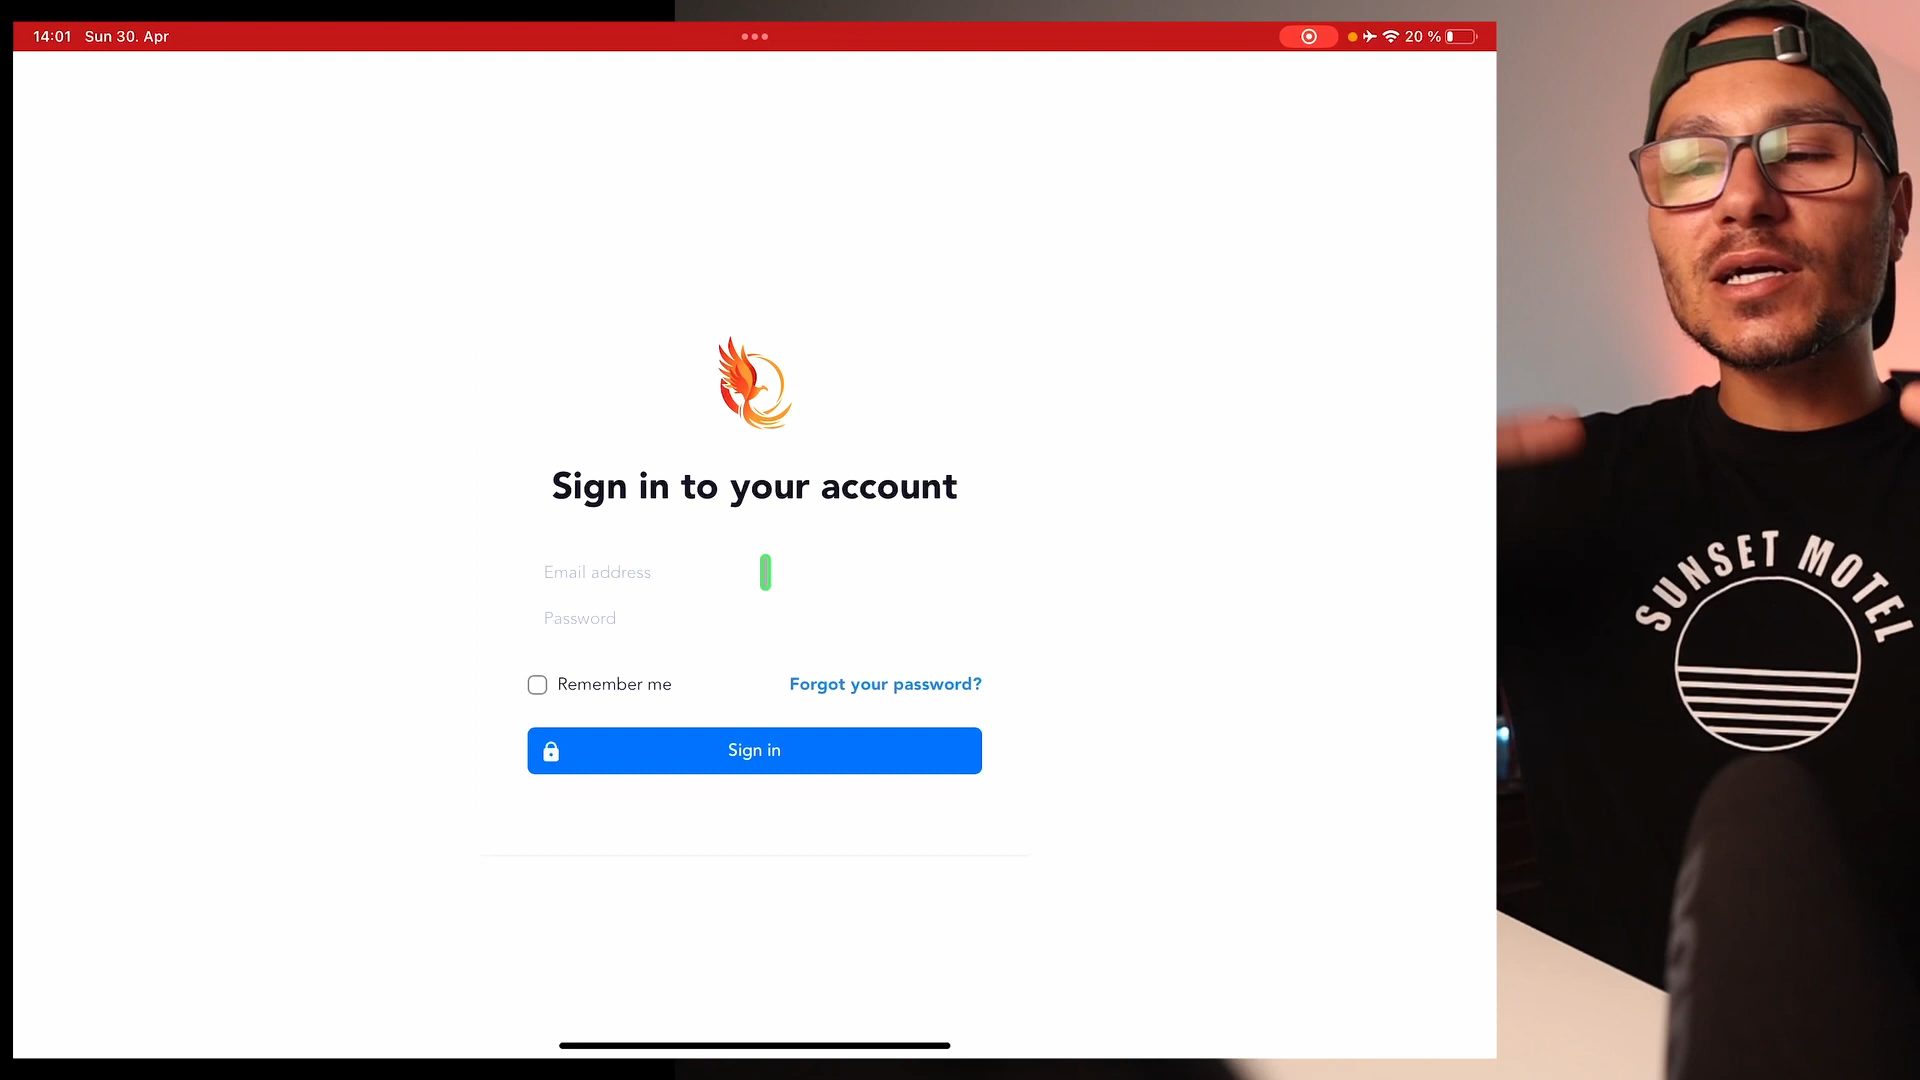 14:01 Sun 30. Apr
20 %
Sign in to your account
Email address
Password
Remember me
Forgot your password?
Sign in
SUNSET MOTEL